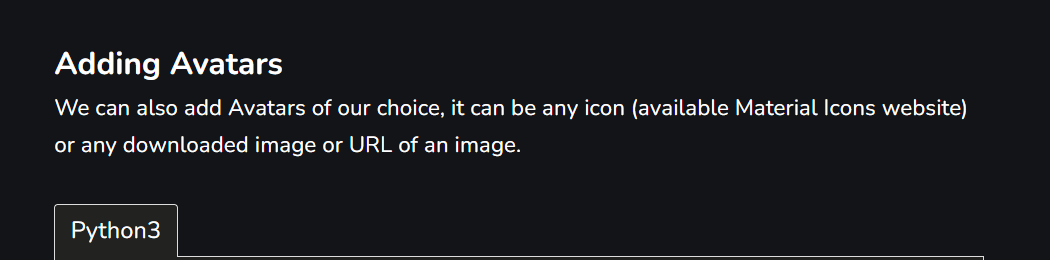 Adding Avatars
We can also add Avatars of our choice, it can be any icon (available Material Icons website)
or any downloaded image or URL of an image.
Python3